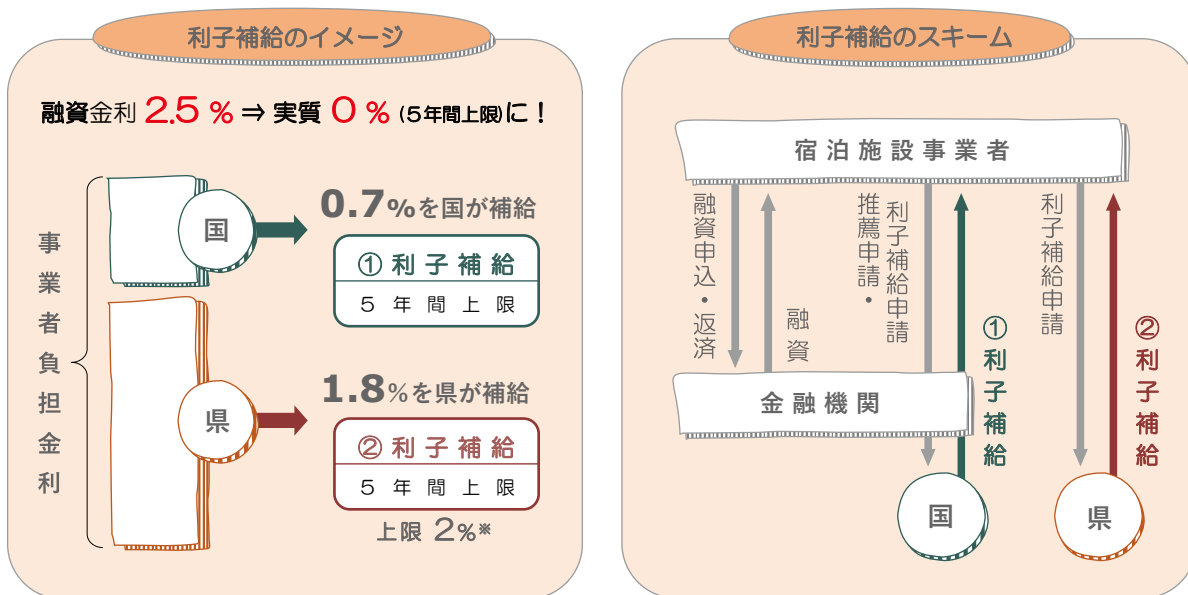 利子補給のイメージ
融資金利 2.5 % ⇒ 実質 0 % (5年間上限)に！
事業者負担金利
国
0.7%を国が補給
① 利子補給
5年間上限
県
1.8%を県が補給
② 利子補給
5年間上限
上限 2%※
利子補給のスキーム
宿泊施設事業者
融資申込・返済
融資
推薦申請・
利子補給申請
①利子補給
利子補給申請
②利子補給
金融機関
国
県